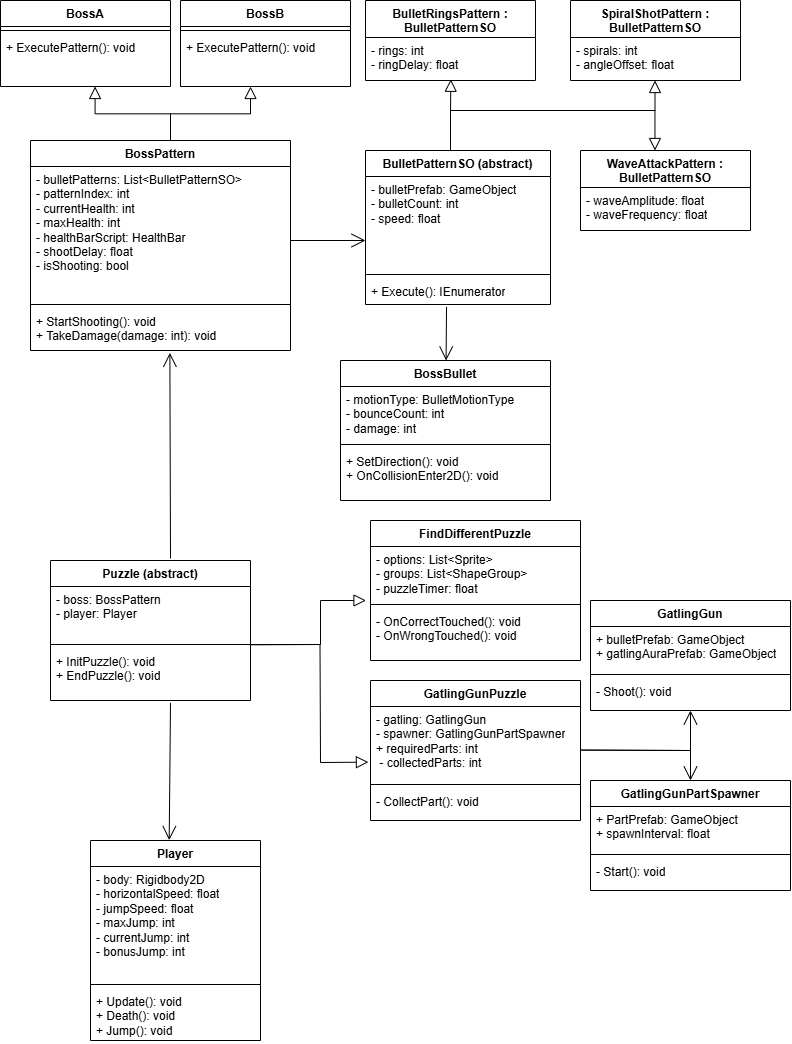 BossA
+ ExecutePattern(): void
BossB
+ ExecutePattern(): void
BulletRingsPattern :
BulletPatternSO
- rings: int
- ringDelay: float
SpiralShotPattern :
BulletPatternSO
- spirals: int
- angleOffset: float
BossPattern
- bulletPatterns: List<BulletPatternSO>
- patternIndex: int
- currentHealth: int
- maxHealth: int
- healthBarScript: HealthBar
- shootDelay: float
- isShooting: bool
+ StartShooting(): void
+ TakeDamage(damage: int): void
BulletPatternSO (abstract)
- bulletPrefab: GameObject
- bulletCount: int
- speed: float
+ Execute(): IEnumerator
WaveAttackPattern :
BulletPatternSO
- waveAmplitude: float
- waveFrequency: float
BossBullet
- motionType: BulletMotionType
- bounceCount: int
- damage: int
+ SetDirection(): void
+ OnCollisionEnter2D(): void
Puzzle (abstract)
- boss: BossPattern
- player: Player
+ InitPuzzle(): void
+ EndPuzzle(): void
FindDifferentPuzzle
- options: List<Sprite>
- groups: List<ShapeGroup>
- puzzleTimer: float
- OnCorrectTouched(): void
- OnWrongTouched(): void
GatlingGun
+ bulletPrefab: GameObject
+ gatlingAuraPrefab: GameObject
- Shoot(): void
GatlingGunPuzzle
- gatling: GatlingGun
- spawner: GatlingGunPartSpawner
+ requiredParts: int
- collectedParts: int
- CollectPart(): void
GatlingGunPartSpawner
+ PartPrefab: GameObject
+ spawnInterval: float
- Start(): void
Player
- body: Rigidbody2D
- horizontalSpeed: float
- jumpSpeed: float
- maxJump: int
- currentJump: int
- bonusJump: int
+ Update(): void
+ Death(): void
+ Jump(): void